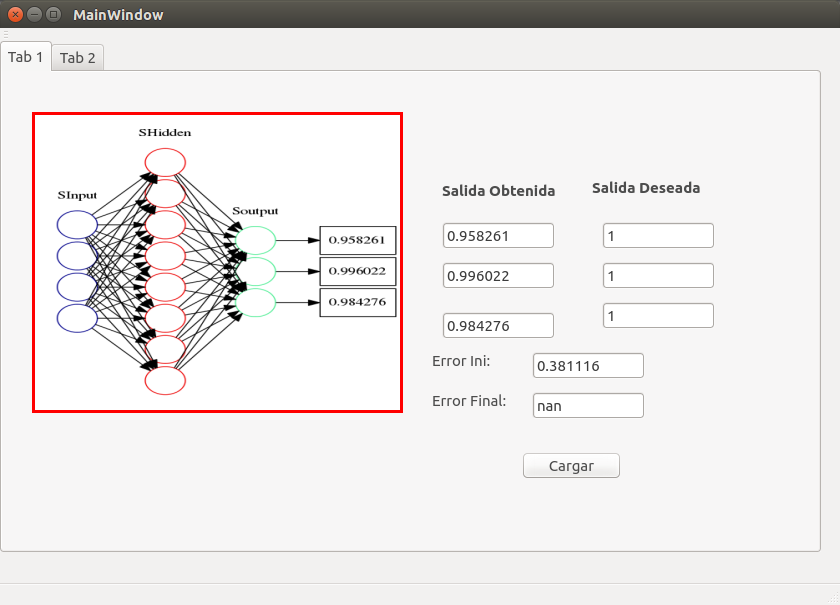 MainWindow
Tab 1
Tab 2
SHidden
SInput
Soutput
0.958261
0.996022
0.984276
Salida Obtenida
Salida Deseada
0.958261
1
0.996022
1
0.984276
1
Error Ini:
0.381116
Error Final:
nan
Cargar